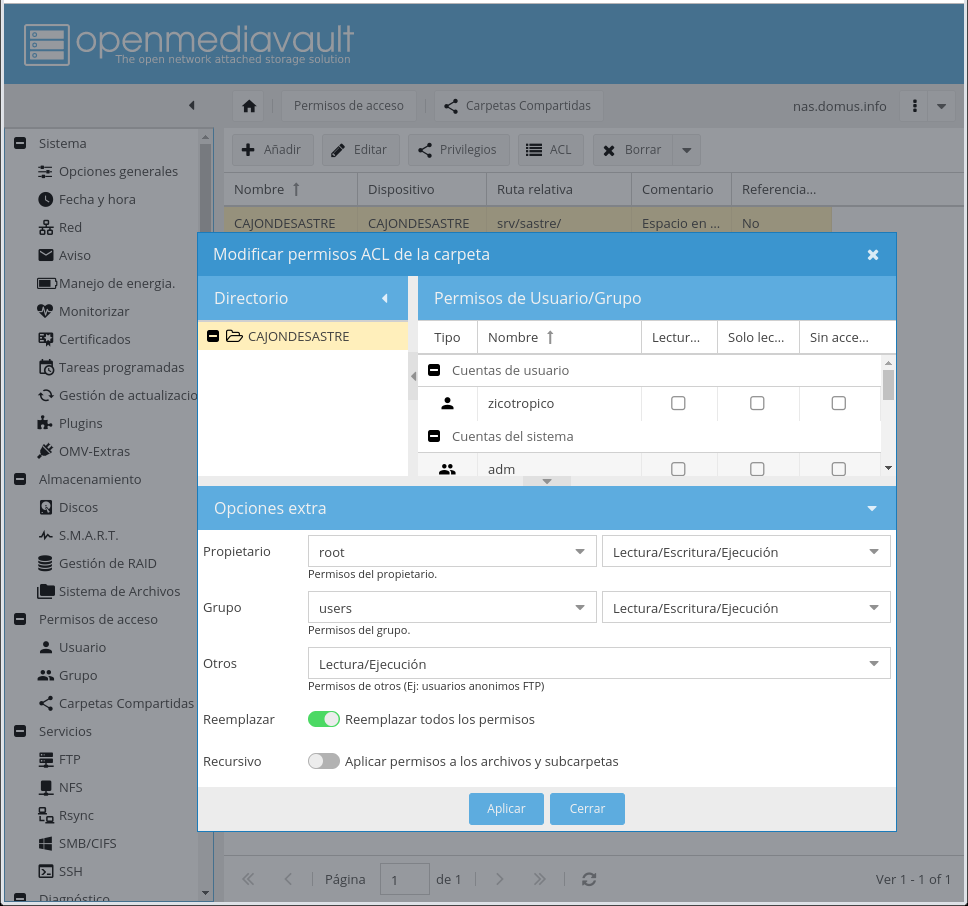 openmediavault
The open network attached storage solution
Permisos de acceso
Carpetas Compartidas
nas.domus.info
Sistema
Opciones generales
Fecha y hora
Red
Aviso
Manejo de energia.
Monitorizar
Certificados
Tareas programadas
Gestión de actualizacio
Plugins
OMV-Extras
Almacenamiento
Discos
S.M.A.R.T.
Gestión de RAID
Sistema de Archivos
Permisos de acceso
Usuario
Grupo
Carpetas Compartidas
Servicios
FTP
NFS
Rsync
SMB/CIFS
SSH
Diagnóstico
Añadir Editar Privilegios ACL Borrar
Nombre Dispositivo Ruta relativa Comentario Referencia...
CAJONDESASTRE CAJONDESASTRE srv/sastre/ Espacio en ... No
Modificar permisos ACL de la carpeta
Directorio
CAJONDESASTRE
Permisos de Usuario/Grupo
Tipo Nombre Lectur... Solo lec... Sin acce...
Cuentas de usuario
zicotropico
Cuentas del sistema
adm
Opciones extra
Propietario root Lectura/Escritura/Ejecución
Permisos del propietario.
Grupo users Lectura/Escritura/Ejecución
Permisos del grupo.
Otros Lectura/Ejecución
Permisos de otros (Ej: usuarios anonimos FTP)
Reemplazar Reemplazar todos los permisos
Recursivo Aplicar permisos a los archivos y subcarpetas
Aplicar Cerrar
Página 1 de 1
Ver 1 - 1 of 1